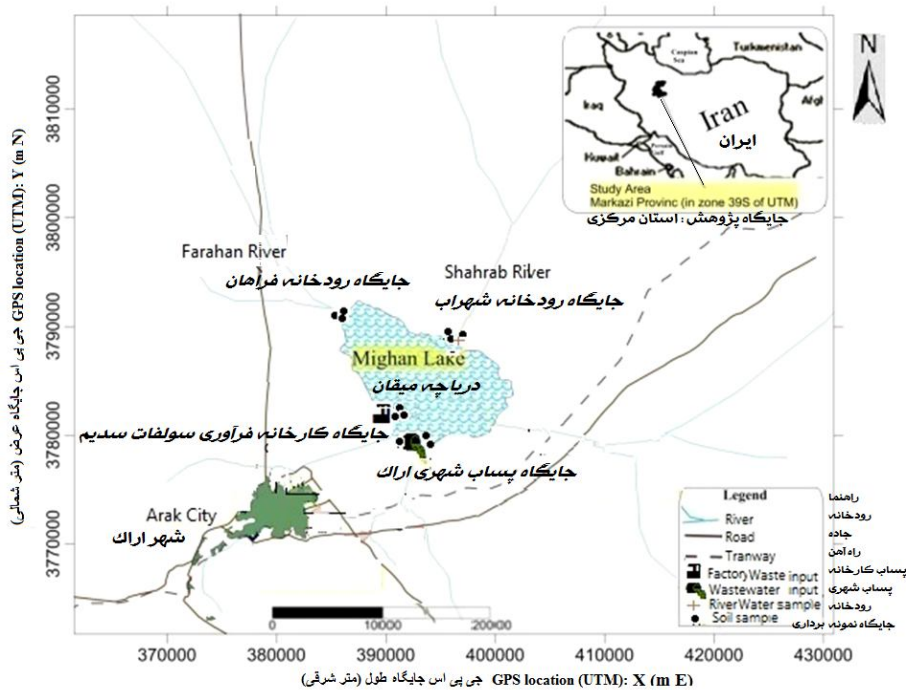 N
Caspian
Sea
Turkmenistan
Iraq
Iran
ایران
Afgl
Kuwait
Persian
Gulf
Bahrain
Study Area
Markazi Provinc (in zone 39S of UTM)
جایگاه پژوهش : استان مرکزی
GPS location (UTM): Y (m N)
جی پی اس جایگاه عرض (متر شمالی)
3810000
3800000
3790000
3780000
3770000
Farahan River
جایگاه رودخانه فراهان
Shahrab River
جایگاه رودخانه شهراب
Mighan Lake
دریاچه میقان
جایگاه کارخانه فرآوری سولفات سدیم
جایگاه پساب شهری اراک
Arak City
شهر اراک
0
100000
200000
Legend
راهنما
River
رودخانه
Road
جاده
Tranway
راه آهن
Factory Waste input
پساب کارخانه
Wastewater input
پساب شهری
River Water sample
رودخانه
Soil sample
جایگاه نمونه برداری
370000 380000 390000 400000 410000 420000 430000
GPS location (UTM): X (m E)
جی پی اس جایگاه طول (متر شرقی)